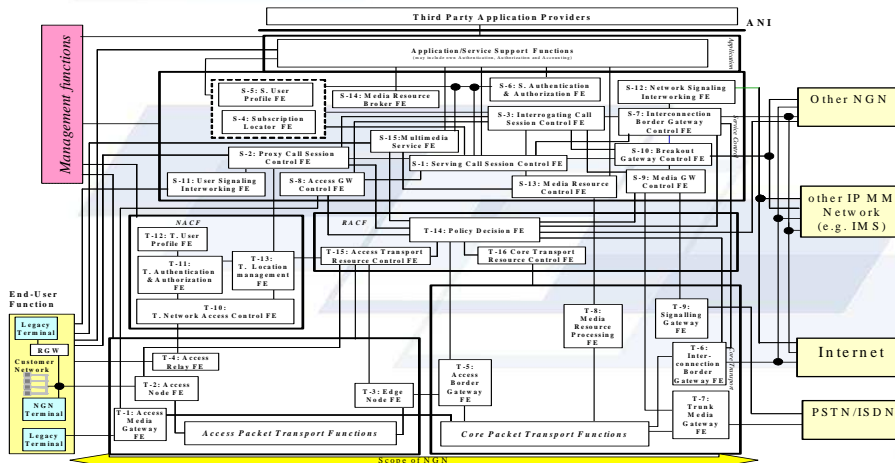 Third Party Application Providers
ANI
Application/Service Support Functions
(may include own Authentication, Authorization and Accounting)
Application
Management functions
S-5: S. User
Profile FE
S-4: Subscription
Locator FE
S-14: Media Resource
Broker FE
S-6: S. Authentication
& Authorization FE
S-12: Network Signaling
Interworking FE
S-3: Interrogating Call
Session Control FE
S-7: Interconnection
Border Gateway
Control FE
Service Control
S-15:Multimedia
Service FE
S-10: Breakout
Gateway Control FE
S-2: Proxy Call Session
Control FE
S-1: Serving Call Session Control FE
S-11: User Signaling
Interworking FE
S-8: Access GW
Control FE
S-13: Media Resource Control FE
S-9: Media GW
Control FE
Other NGN
other IP MM
Network
(e.g. IMS)
Internet
PSTN/ISDN
NACF
T-12: T. User
Profile FE
T-11:
T. Authentication
&Authorization
FE
T-13:
T. Location
management
FE
T-10:
T. Network Access Control FE
RACF
T-14: Policy Decision FE
T-15: Access Transport
Resource Control FE
T-16 Core Transport
Resource Control FE
End-User
Function
Legacy
Terminal
RGW
Customer
Network
NGN
Terminal
Legacy
Terminal
T-4: Access
Relay FE
T-2: Access
Node FE
T-1: Access
Media
Gateway
FE
T-3: Edge
Node FE
Access Packet Transport Functions
T-5:
Access
Border
Gateway
FE
T-8:
Media
Resource
Processing
FE
T-9:
Signalling
Gateway
FE
T-6:
Inter-
connection
Border
Gateway FE
T-7:
Trunk
Media
Gateway
FE
Core Transport
Core Packet Transport Functions
Scope of NGN